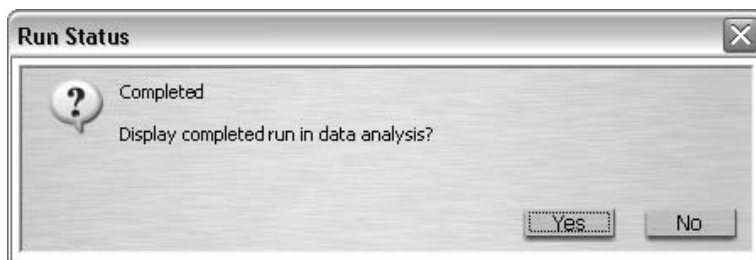 Run Status
Completed
Display completed run in data analysis?
Yes No